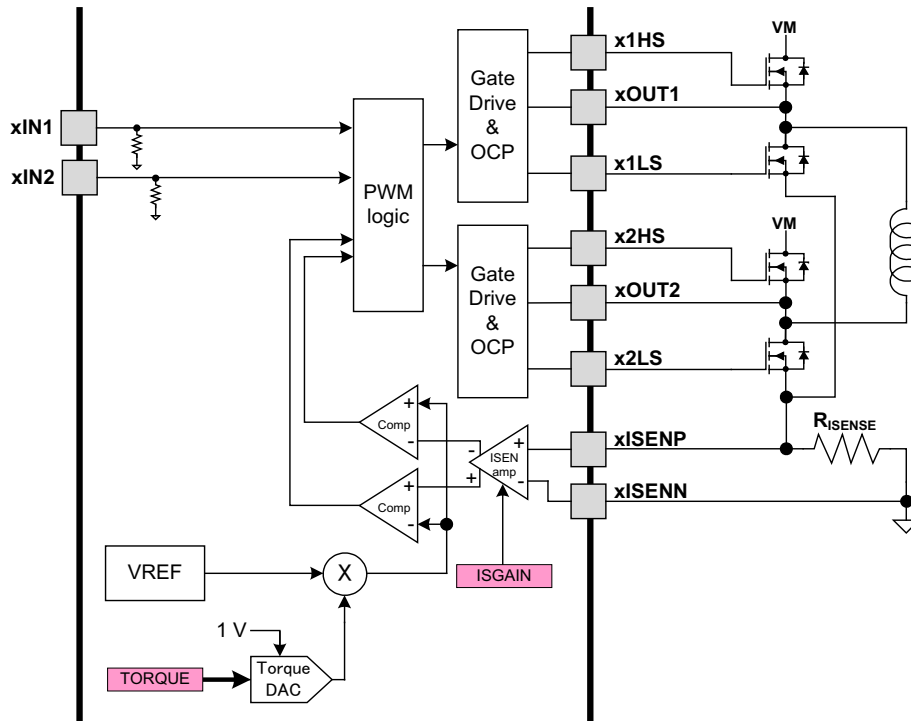 x1HS
VM
Gate
Drive
&
OCP
xOUT1
xIN1
x1LS
xIN2
PWM
logic
x2HS
VM
Gate
Drive
&
OCP
xOUT2
x2LS
+
Comp
-
-
+
ISEN
amp
+
-
xISENP
RISENSE
+
Comp
-
xISENN
VREF
X
ISGAIN
1 V
TORQUE
Torque
DAC